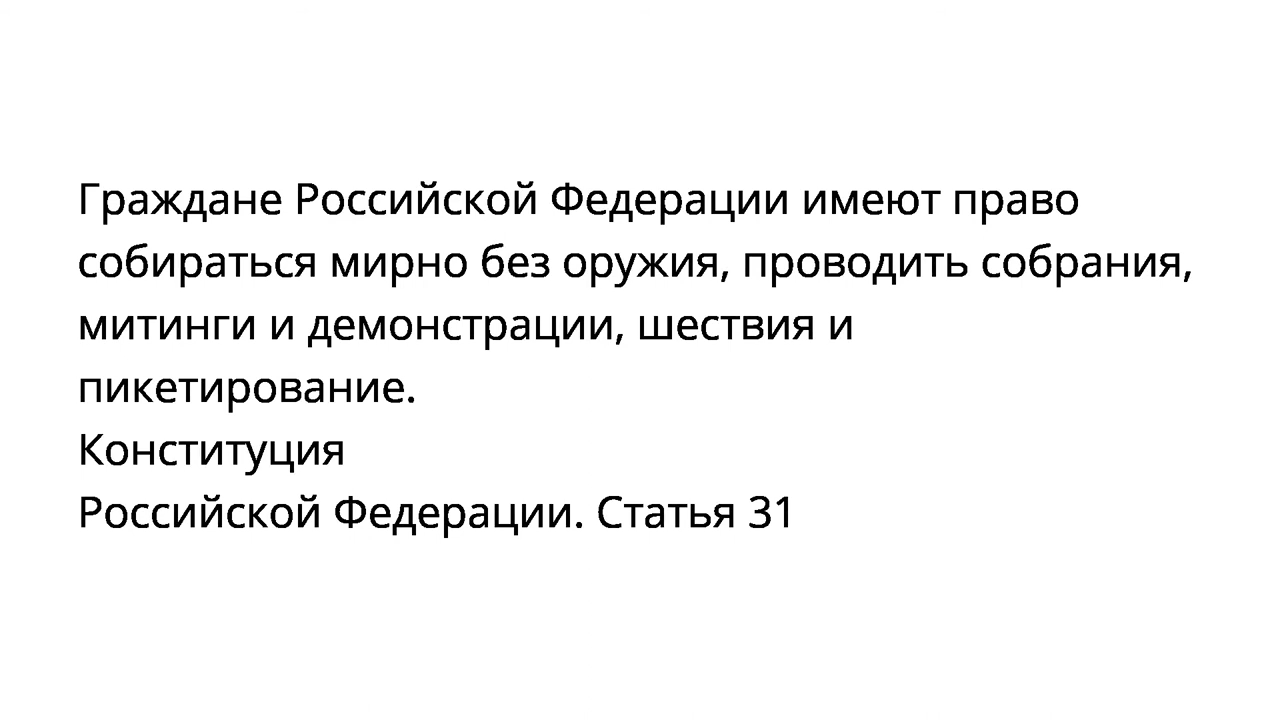 Граждане Российской Федерации имеют право
собираться мирно без оружия, проводить собрания,
митинги и демонстрации, шествия и
пикетирование.
Конституция
Российской Федерации. Статья 31